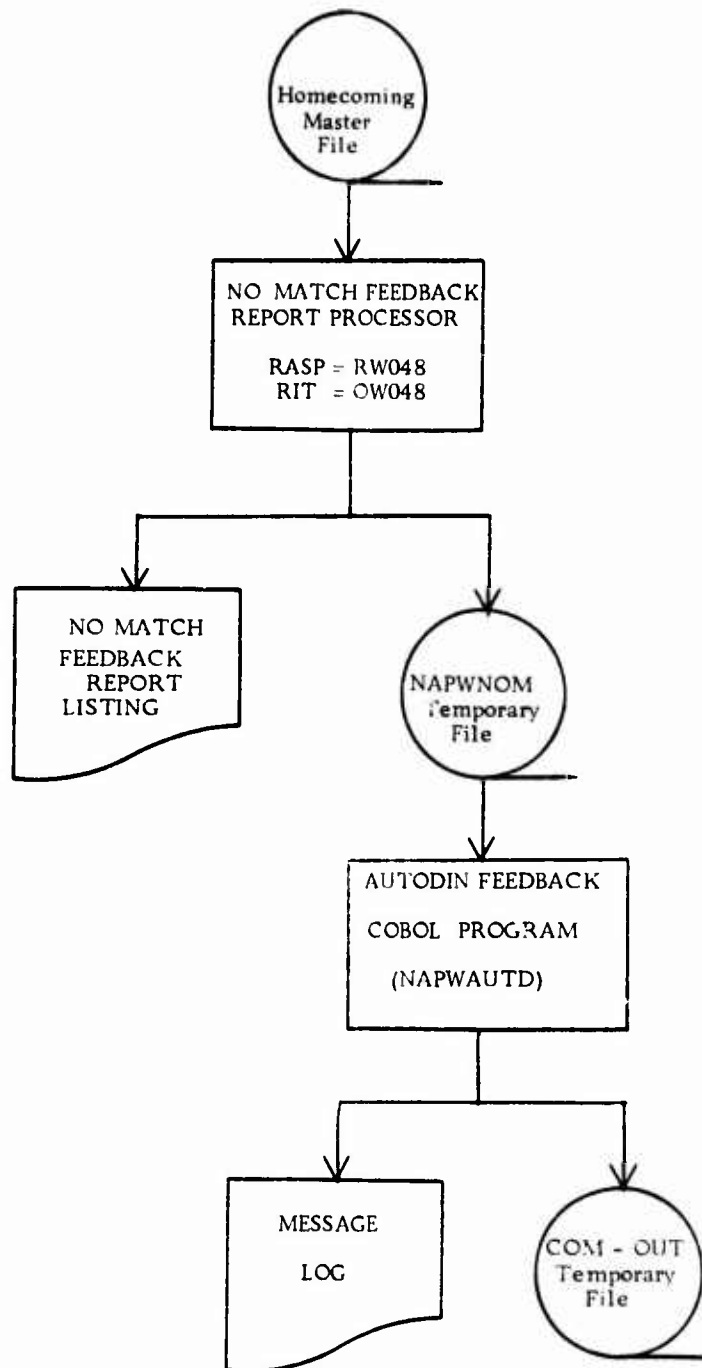 Homecoming
Master
File
NO MATCH FEEDBACK
REPORT PROCESSOR
RASP = RW048
RIT = OW048
NO MATCH
FEEDBACK
REPORT
LISTING
NAPWNOM
Temporary
File
AUTODIN FEEDBACK
COBOL PROGRAM
(NAPWAUTD)
MESSAGE
LOG
COM - OUT
Temporary
File